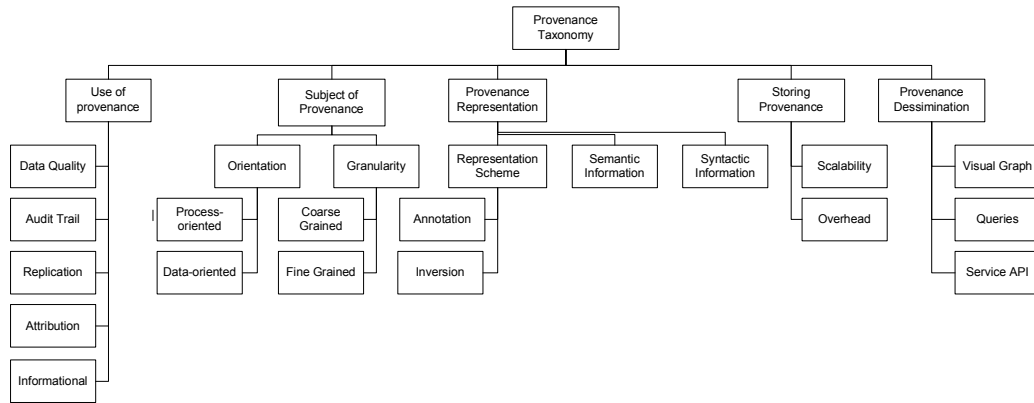 Provenance
Taxonomy
Use of
provenance
Subject of
Provenance
Provenance
Representation
Storing
Provenance
Provenance
Dessimination
Data Quality
Orientation
Granularity
Representation
Scheme
Semantic
Information
Syntactic
Information
Scalability
Visual Graph
Audit Trail
Process-
oriented
Coarse
Grained
Annotation
Overhead
Queries
Replication
Data-oriented
Fine Grained
Inversion
Service API
Attribution
Informational